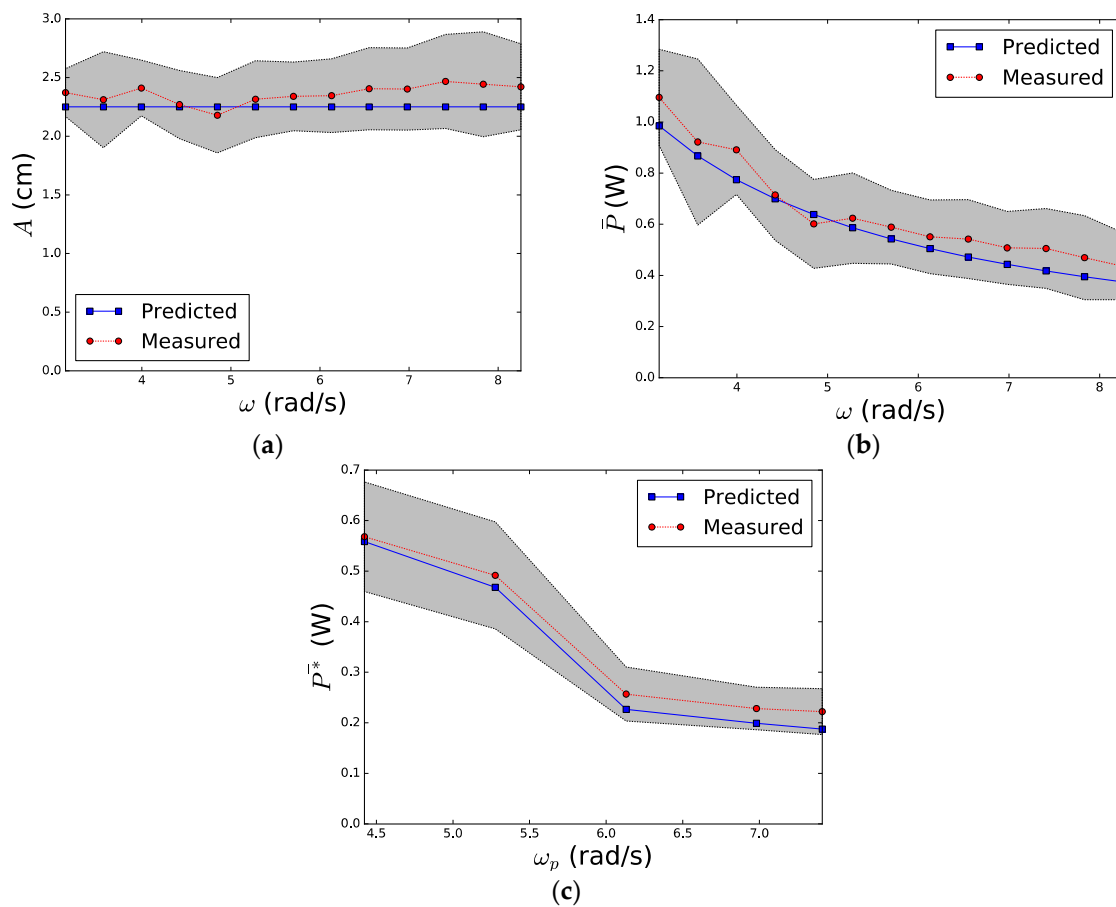 3.0
2.5
2.0
1.5
1.0
0.5
0.0
A (cm)
Predicted
Measured
4 5 6 7 8
ω (rad/s)
(a)
1.4
1.2
1.0
0.8
0.6
0.4
0.2
0.0
P̄ (W)
Predicted
Measured
4 5 6 7 8
ω (rad/s)
(b)
0.7
0.6
0.5
0.4
0.3
0.2
0.1
0.0
P̄* (W)
Predicted
Measured
4.5 5.0 5.5 6.0 6.5 7.0
ωₚ (rad/s)
(c)